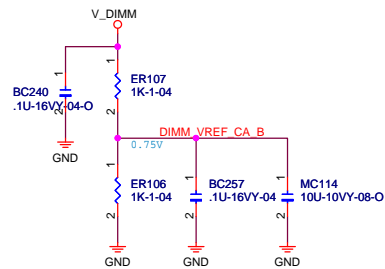 V_DIMM
1
BC240
.1U-16VY-04-O
2
GND
1
ER107
1K-1-04
2
DIMM_VREF_CA_B
0.75V
1
ER106
1K-1-04
2
GND
1
BC257
.1U-16VY-04
2
GND
1
MC114
10U-10VY-08-O
2
GND